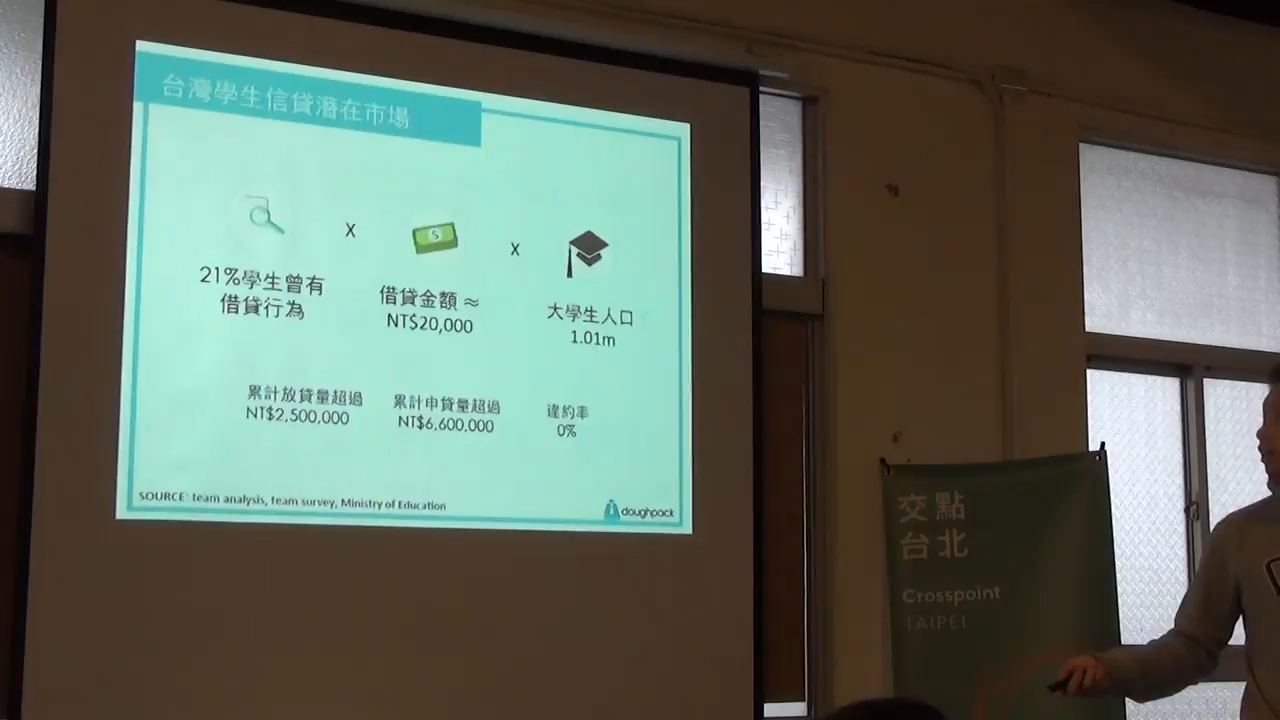 台灣學生信貸潛在市場
X
X
21%學生曾有
借貸行為
借貸金額 ≈
NT$20,000
大學生人口
1.01m
累計放貸量超過
NT$2,500,000
累計申貸量超過
NT$6,600,000
違約率
0%
SOURCE: team analysis, team survey, Ministry of Education
doughpack
交點
台北
Crosspoint
TAIPEI